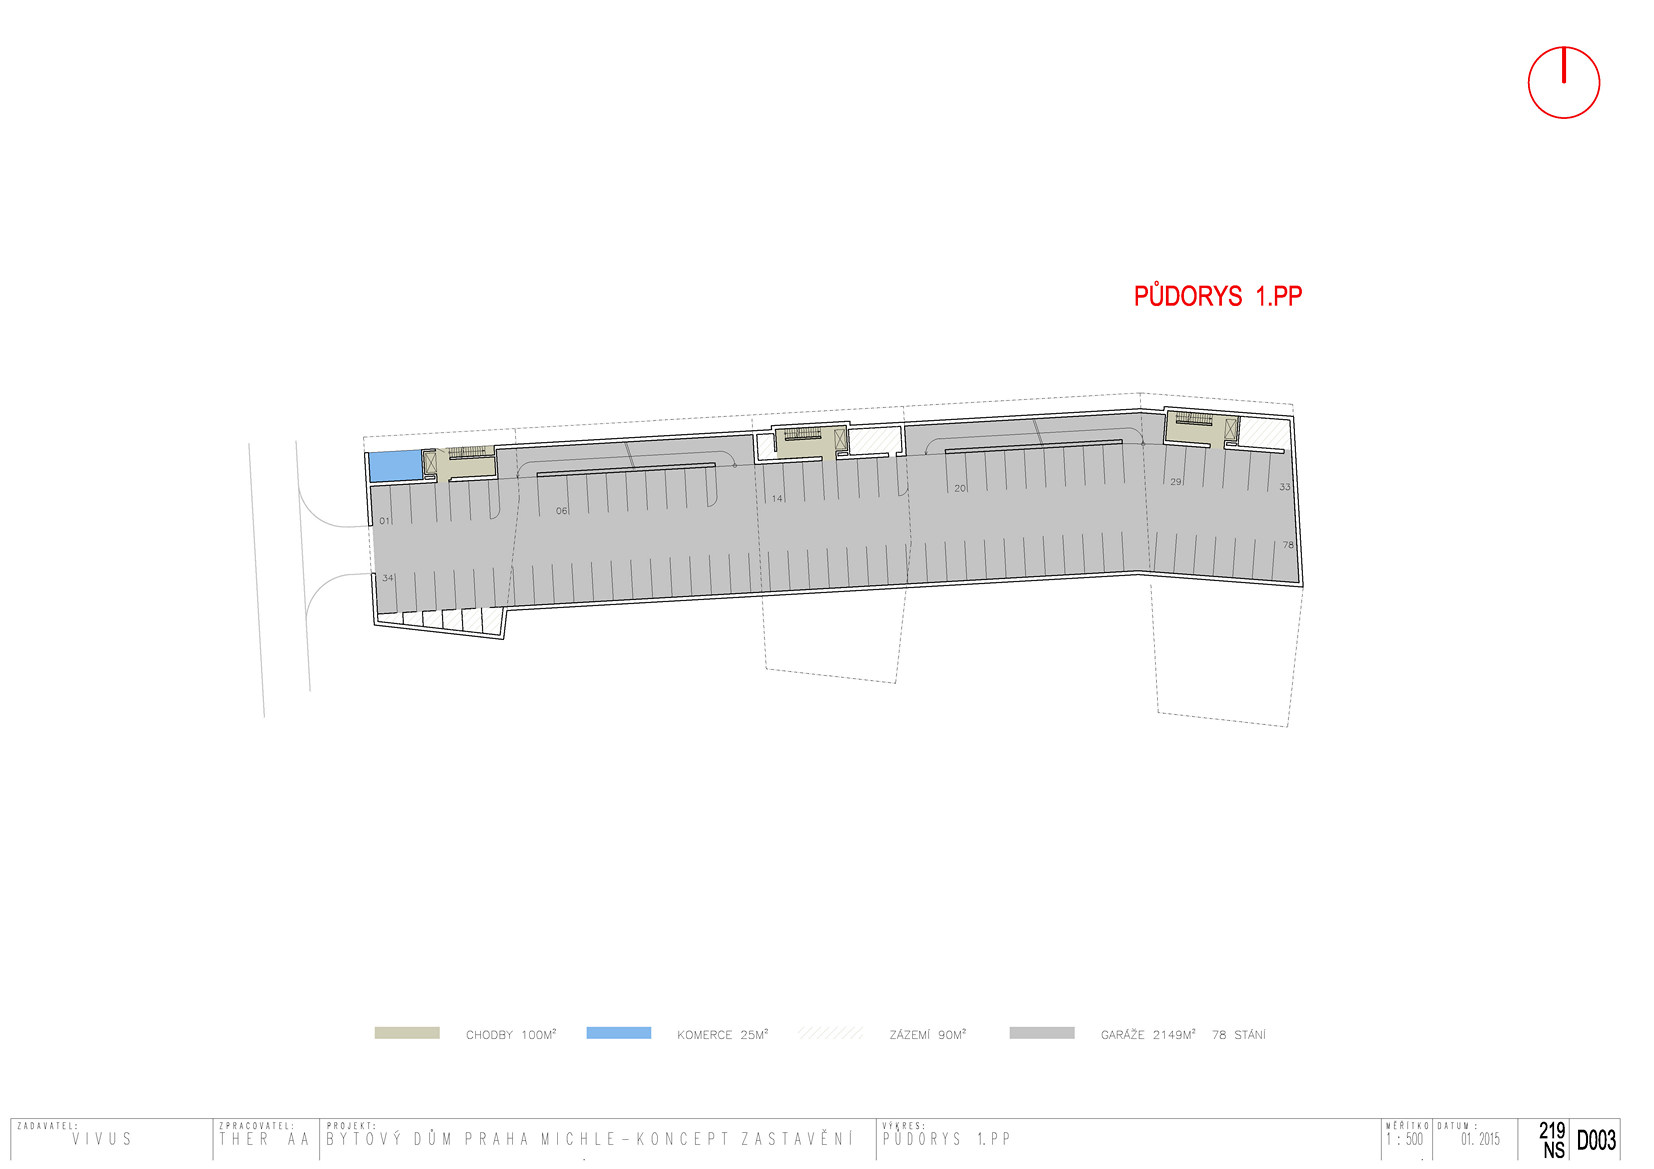 PŮDORYS 1.PP
01
06
14
20
29
33
34
78
CHODBY 100M²
KOMERCE 25M²
ZÁZEMÍ 90M²
GARÁŽE 2149M² 78 STÁNÍ
ZADAVATEL:
VIVUS
ZPRACOVATEL:
THER AA
PROJEKT:
BYTOVÝ DŮM PRAHA MICHLE-KONCEPT ZASTAVĚNÍ
VÝKRES:
PŮDORYS 1.PP
MĚŘÍTKO
1 : 500
DATUM :
01. 2015
219
NS
D003